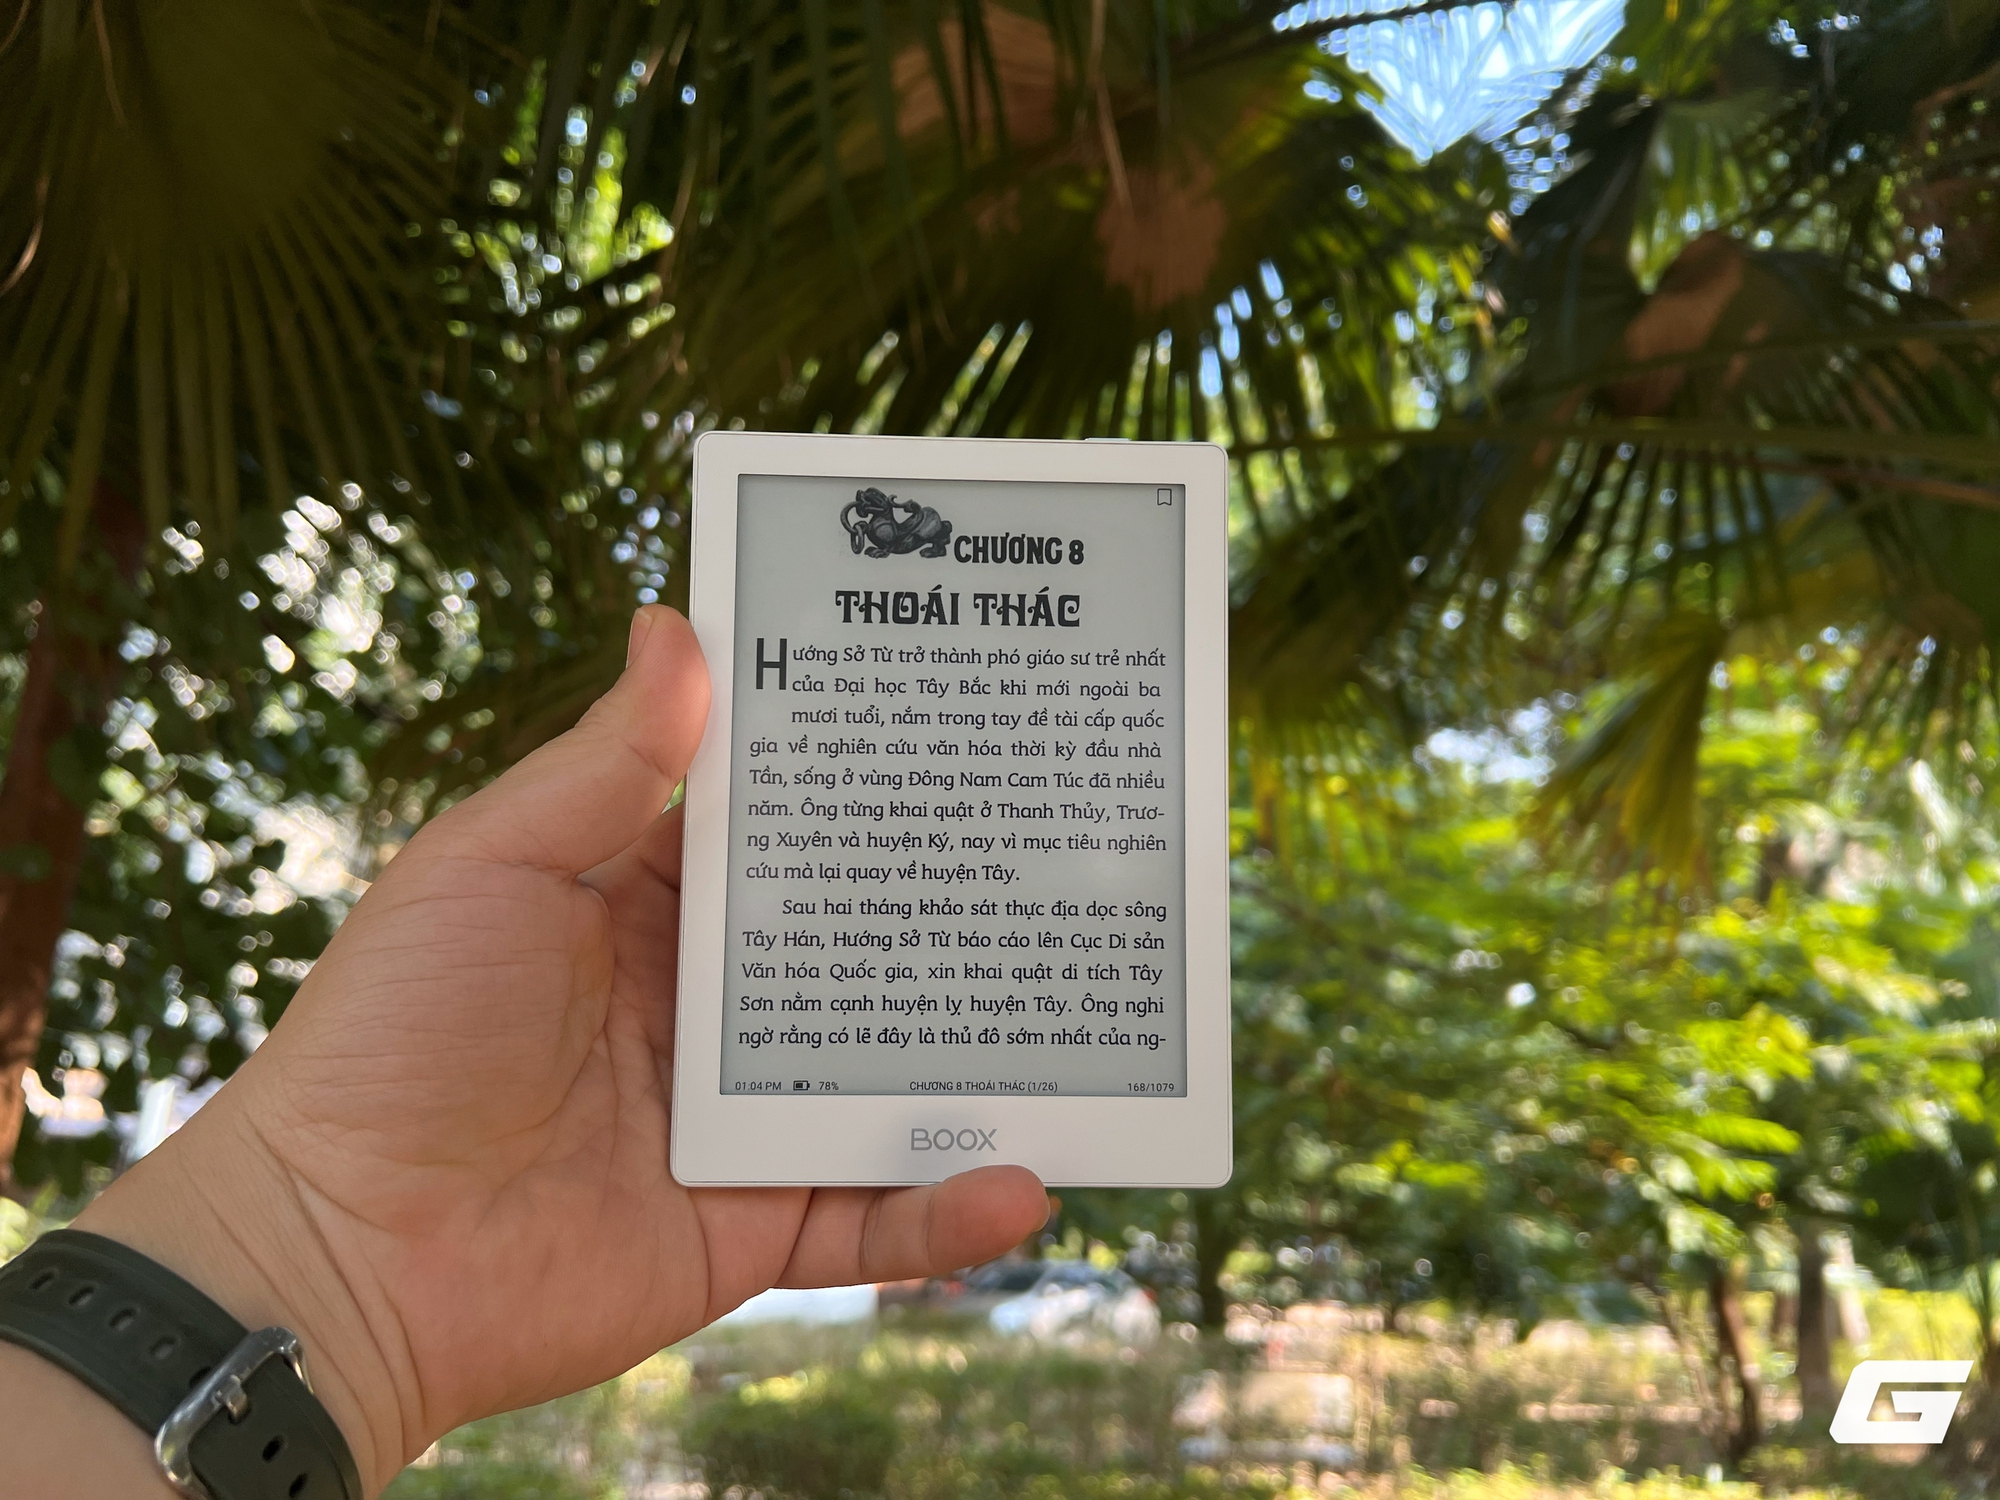 CHƯƠNG 8
THOÁI THÁC
Hướng Sở Từ trở thành phó giáo sư trẻ nhất
của Đại học Tây Bắc khi mới ngoài ba
mươi tuổi, nắm trong tay đề tài cấp quốc
gia về nghiên cứu văn hóa thời kỳ đầu nhà
Tần, sống ở vùng Đông Nam Cam Túc đã nhiều
năm. Ông từng khai quật ở Thanh Thủy, Trươ-
ng Xuyên và huyện Ký, nay vì mục tiêu nghiên
cứu mà lại quay về huyện Tây.
Sau hai tháng khảo sát thực địa dọc sông
Tây Hán, Hướng Sở Từ báo cáo lên Cục Di sản
Văn hóa Quốc gia, xin khai quật di tích Tây
Sơn nằm cạnh huyện lỵ huyện Tây. Ông nghi
ngờ rằng có lẽ đây là thủ đô sớm nhất của ng-
01:04 PM 78% CHƯƠNG 8 THOÁI THÁC (1/26) 168/1079
BOOX
G